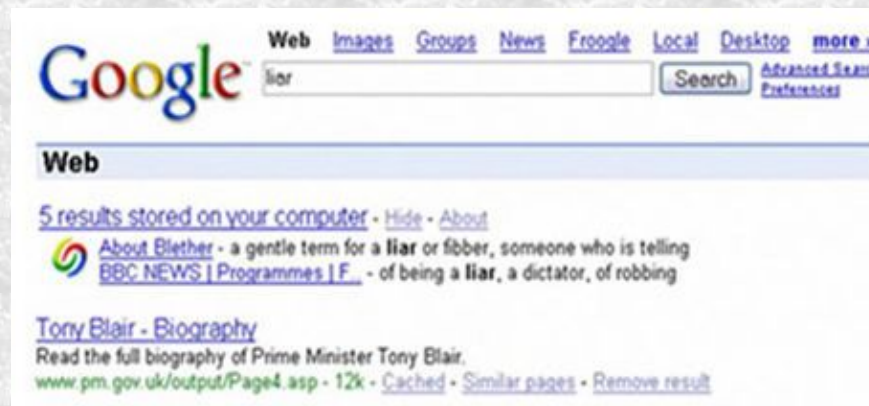 Google Web Images Groups News Froogle Local Desktop more
liar Search Advanced
Preferences
Web
5 results stored on your computer - Hide - About
About Blether - a gentle term for a liar or fibber, someone who is telling
BBC NEWS | Programmes | F... - of being a liar, a dictator, of robbing
Tony Blair - Biography
Read the full biography of Prime Minister Tony Blair.
www.pm.gov.uk/output/Page4.asp - 12k - Cached - Similar pages - Remove result